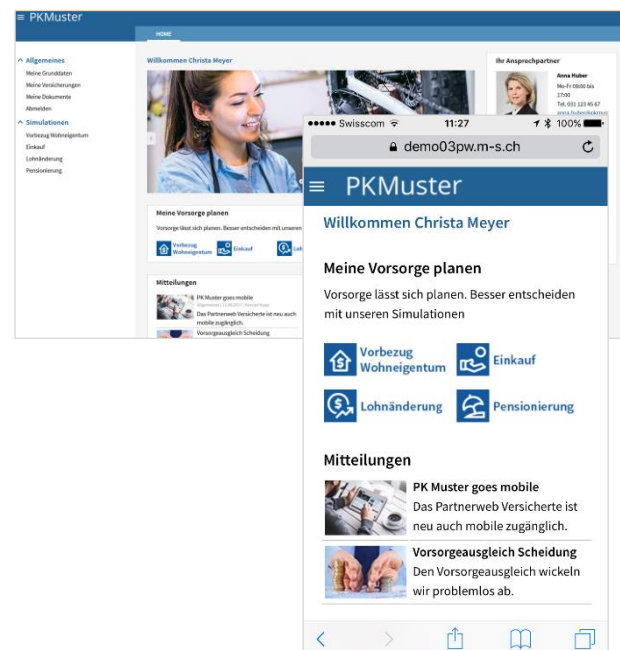 ≡ PKMuster
HOME
Allgemeines
Meine Grunddaten
Meine Versicherungen
Meine Dokumente
Abmelden
Simulationen
Vorbezug Wohneigentum
Einkauf
Lohnänderung
Pensionierung
Willkommen Christa Meyer
Meine Vorsorge planen
Vorsorge lässt sich planen. Besser entscheiden mit unseren
Vorbezug
Wohneigentum
Einkauf
Mitteilungen
PK Muster goes mobile
Das Partnerweb Versicherte ist neu auch
mobile zugänglich.
Vorsorgeausgleich Scheidung
Ihr Ansprechpartner
Anna Huber
Mo-Fr 08:00 bis
17:00
Tel. 031 123 45 67
Swisscom
11:27
100%
demo03pw.m-s.ch
≡ PKMuster
Willkommen Christa Meyer
Meine Vorsorge planen
Vorsorge lässt sich planen. Besser entscheiden
mit unseren Simulationen
Vorbezug
Wohneigentum
Einkauf
Lohnänderung
Pensionierung
Mitteilungen
PK Muster goes mobile
Das Partnerweb Versicherte ist
neu auch mobile zugänglich.
Vorsorgeausgleich Scheidung
Den Vorsorgeausgleich wickeln
wir problemlos ab.